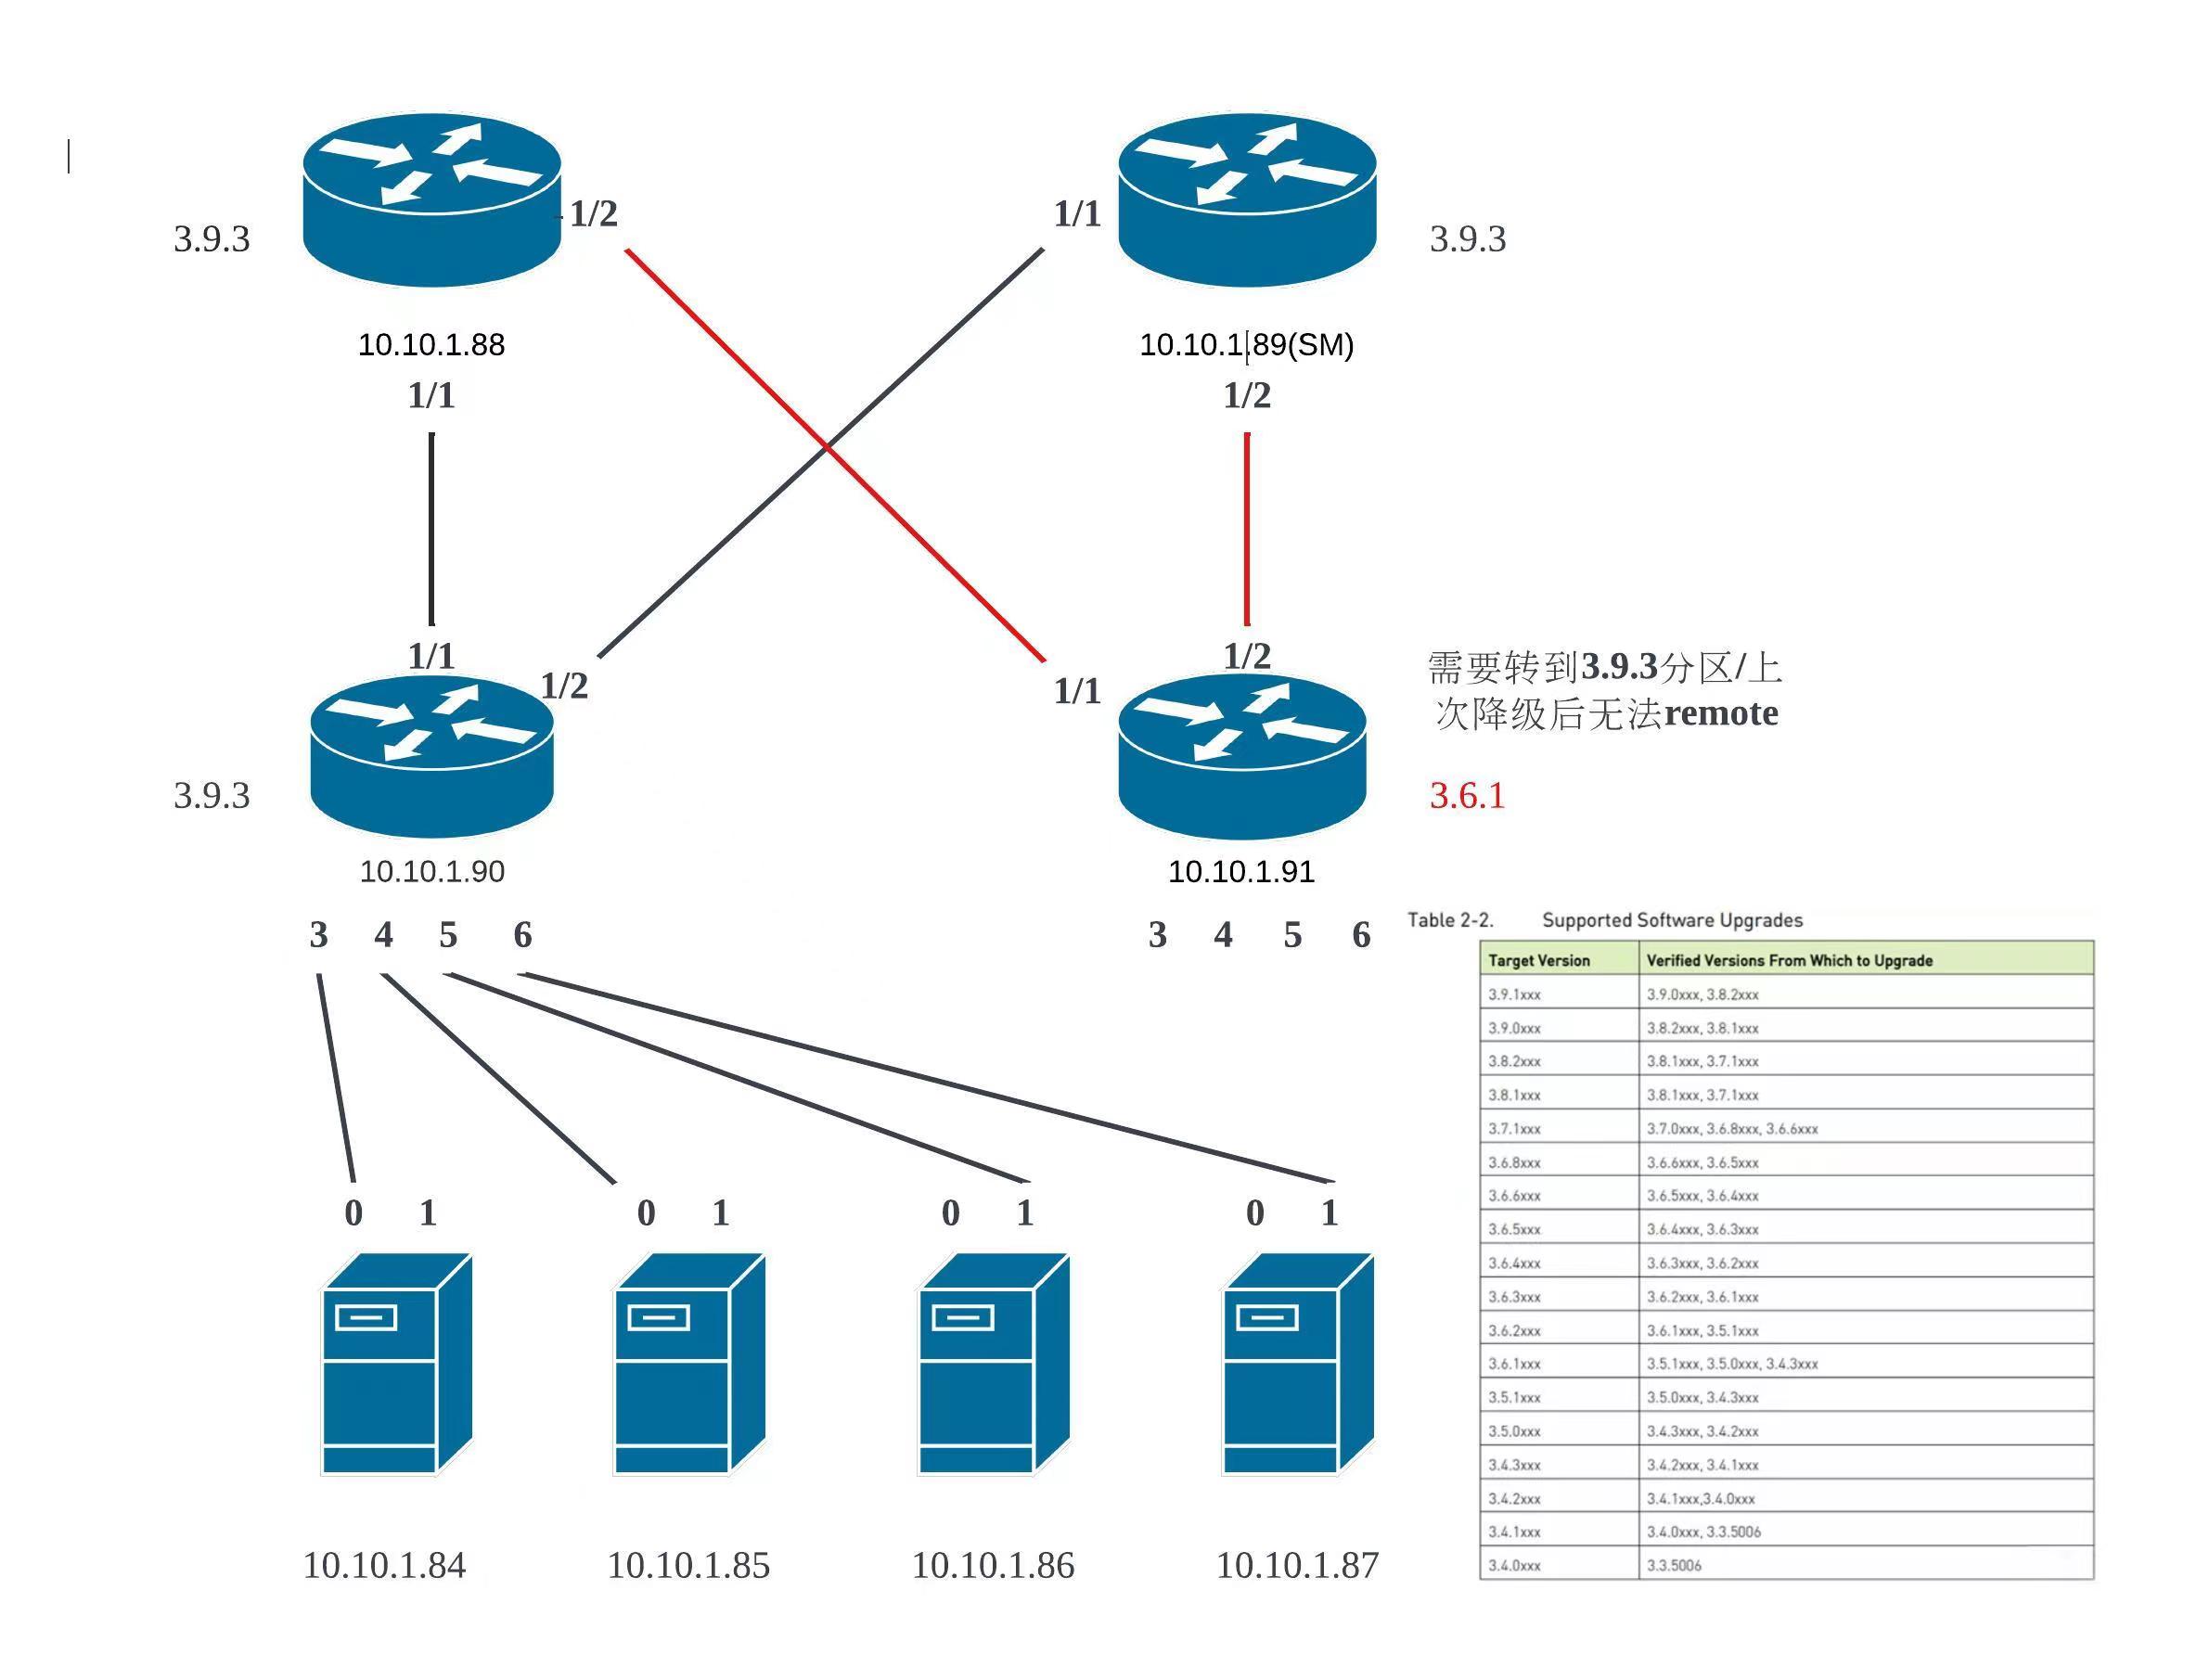 1/2
1/1
3.9.3
3.9.3
10.10.1.88
10.10.1.89(SM)
1/1
1/2
1/1
1/2
1/2
1/1
需要转到3.9.3分区/上
次降级后无法remote
3.9.3
3.6.1
10.10.1.90
10.10.1.91
3 4 5 6
3 4 5 6
Table 2-2. Supported Software Upgrades
Target Version Verified Versions From Which to Upgrade
3.9.1xxx 3.9.0xxx, 3.8.2xxx
3.9.0xxx 3.8.2xxx, 3.8.1xxx
3.8.2xxx 3.8.1xxx, 3.7.1xxx
3.8.1xxx 3.8.1xxx, 3.7.1xxx
3.7.1xxx 3.7.0xxx, 3.6.8xxx, 3.6.6xxx
3.6.8xxx 3.6.6xxx, 3.6.5xxx
3.6.6xxx 3.6.5xxx, 3.6.4xxx
3.6.5xxx 3.6.4xxx, 3.6.3xxx
3.6.4xxx 3.6.3xxx, 3.6.2xxx
3.6.3xxx 3.6.2xxx, 3.6.1xxx
3.6.2xxx 3.6.1xxx, 3.5.1xxx
3.6.1xxx 3.5.1xxx, 3.5.0xxx, 3.4.3xxx
3.5.1xxx 3.5.0xxx, 3.4.3xxx
3.5.0xxx 3.4.3xxx, 3.4.2xxx
3.4.3xxx 3.4.2xxx, 3.4.1xxx
3.4.2xxx 3.4.1xxx,3.4.0xxx
3.4.1xxx 3.4.0xxx, 3.3.5006
3.4.0xxx 3.3.5006
0 1
0 1
0 1
0 1
10.10.1.84
10.10.1.85
10.10.1.86
10.10.1.87